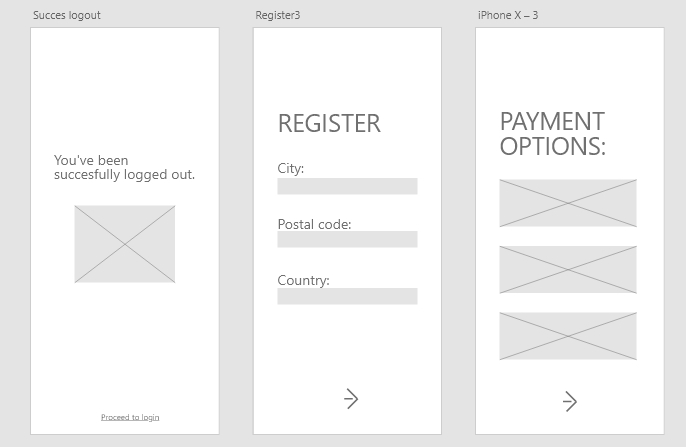 Succes logout
You've been
succesfully logged out.
Proceed to login
Register3
REGISTER
City:
Postal code:
Country:
iPhone X – 3
PAYMENT
OPTIONS: